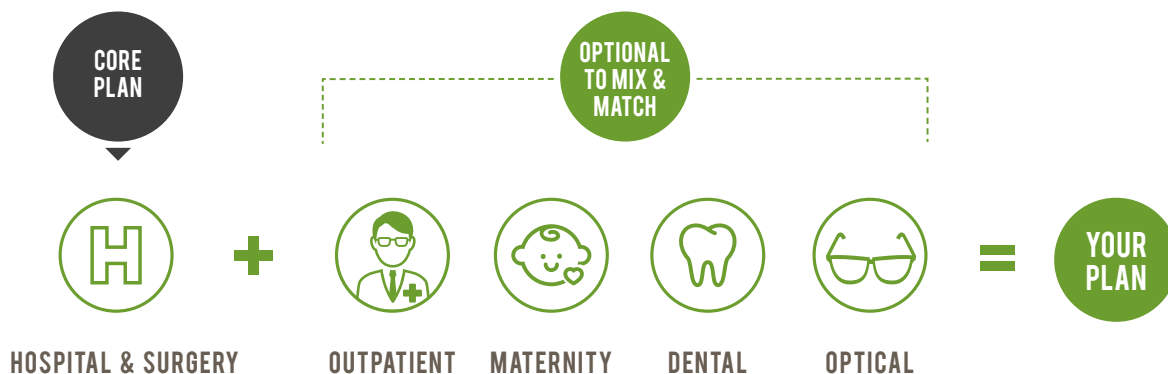 CORE
PLAN
OPTIONAL
TO MIX &
MATCH
H
YOUR
PLAN
HOSPITAL & SURGERY
OUTPATIENT
MATERNITY
DENTAL
OPTICAL